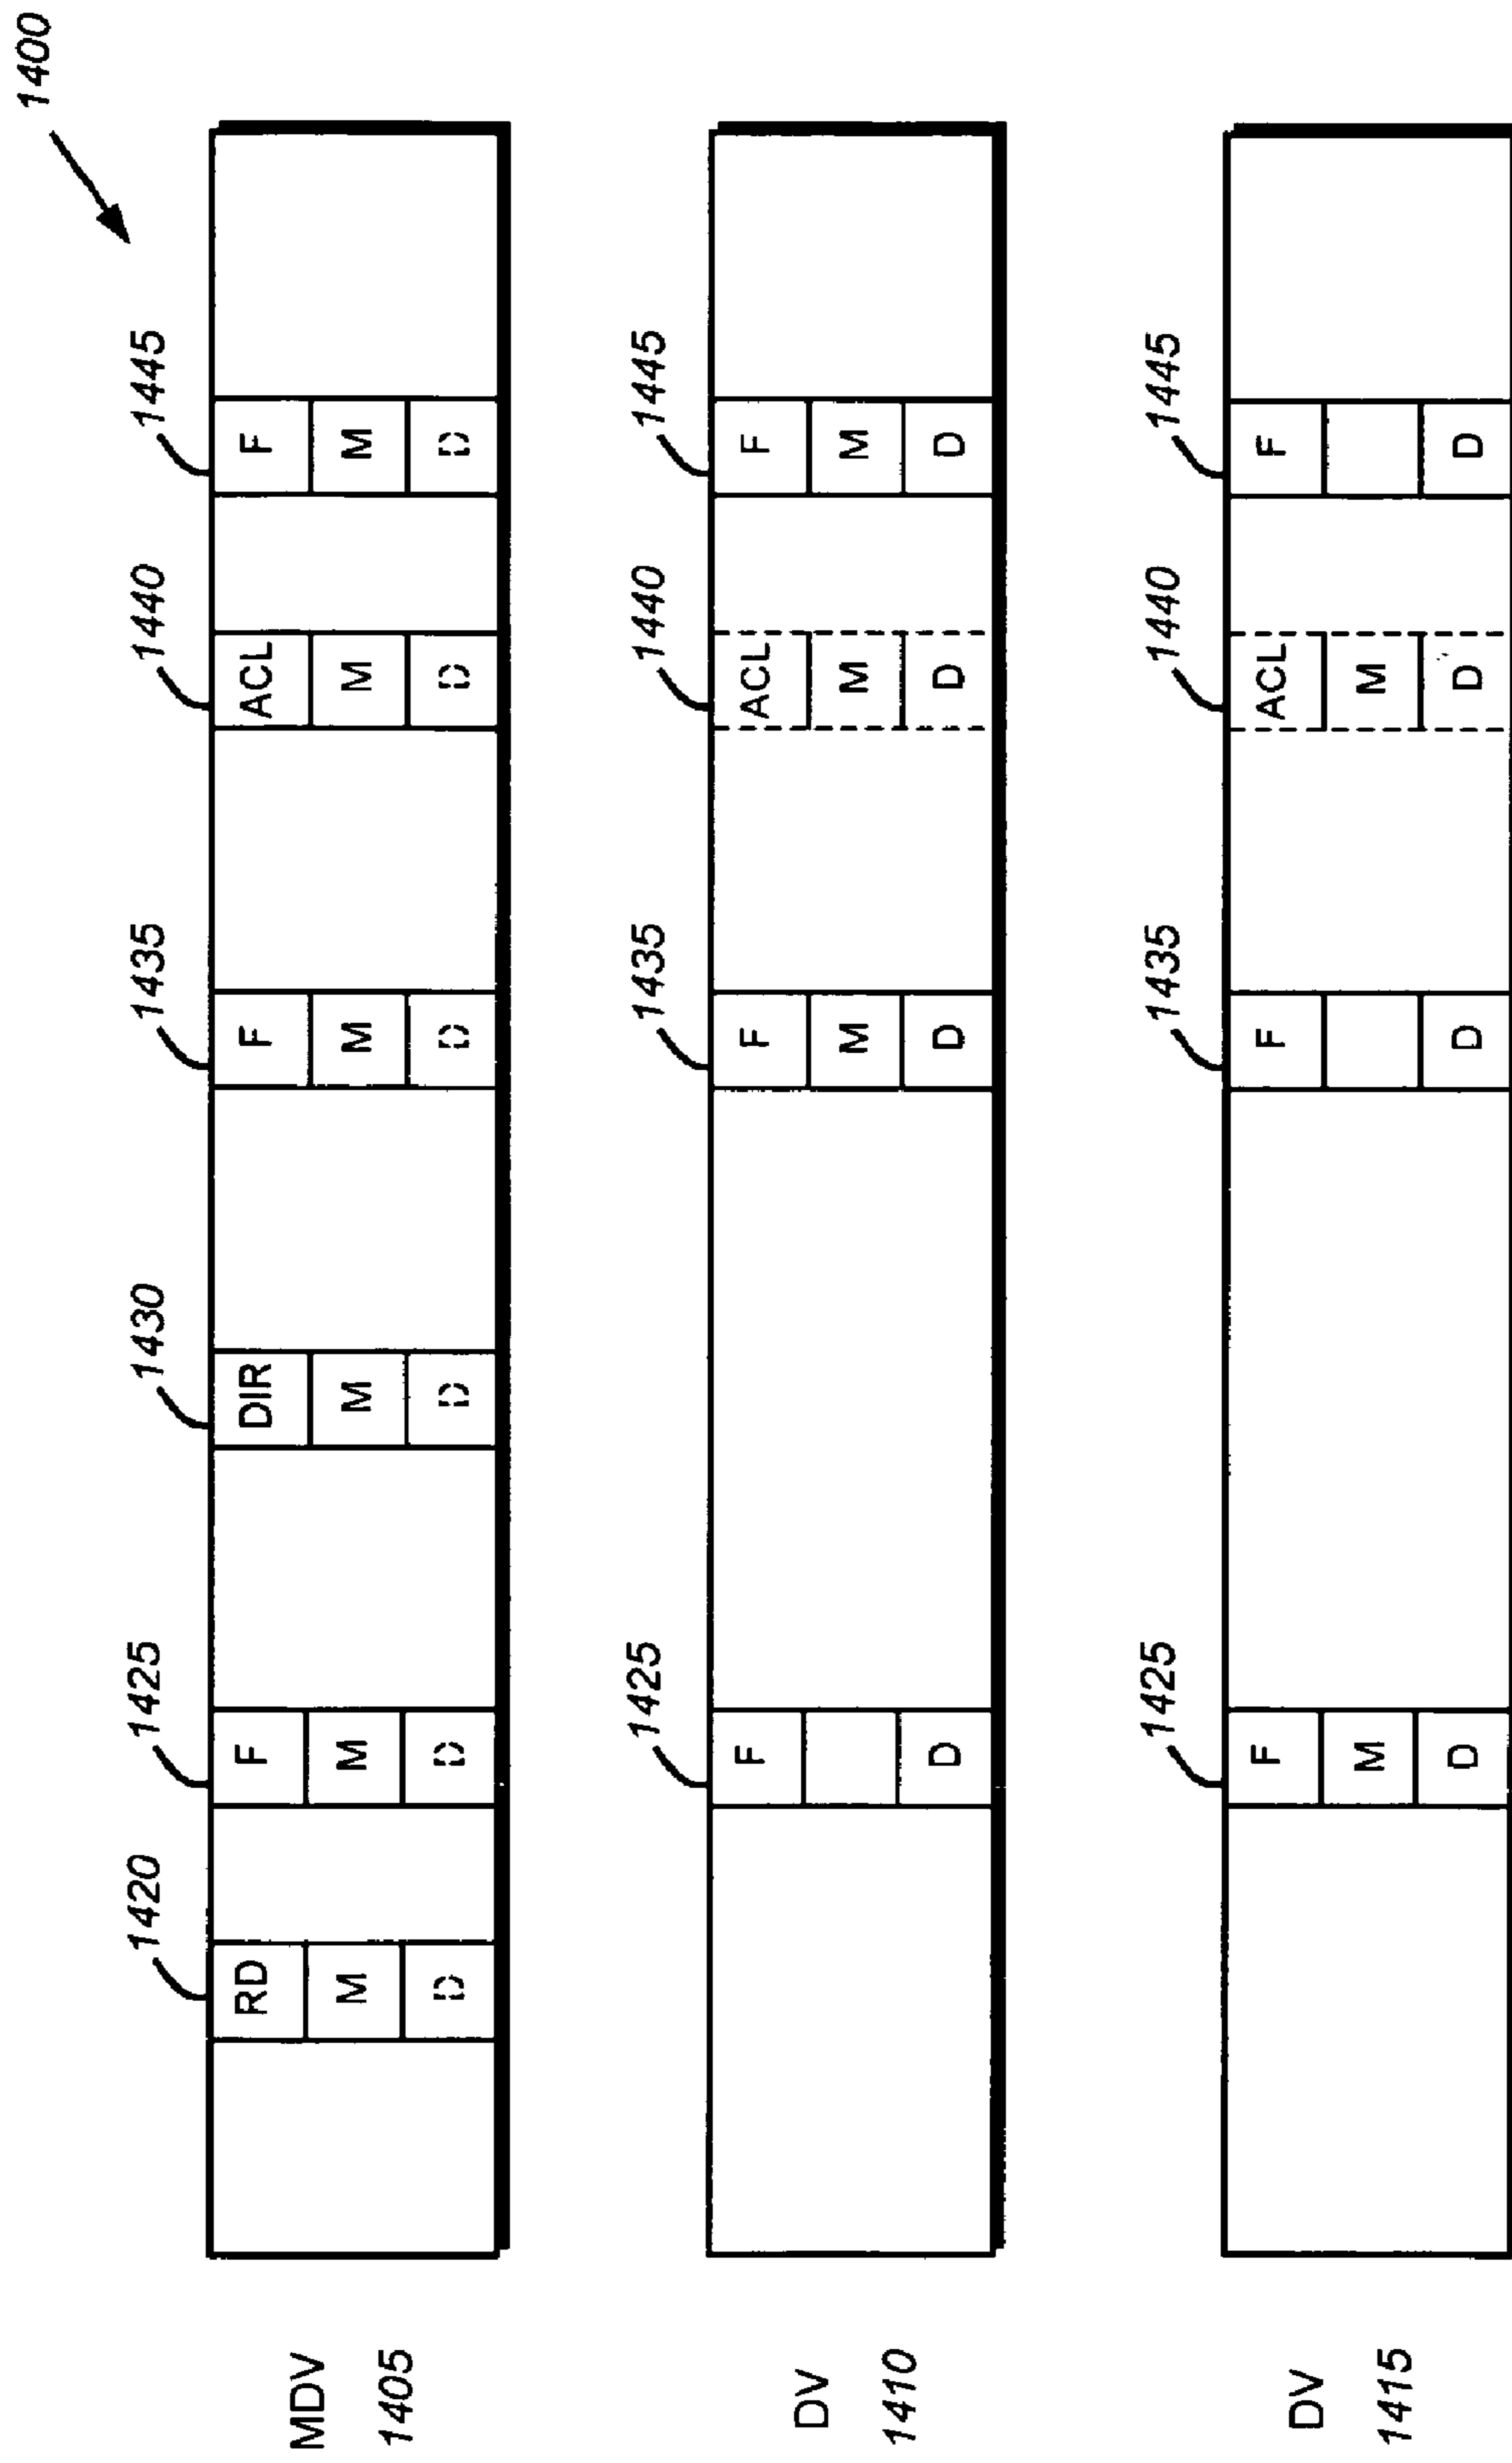 1400
1420 1425 1430 1435 1440 1445
RD F DIR F ACL F
MDV M M M M M M
1405 D D D D D D
1425 1435 1440 1445
F F ACL F
DV M M M
1410 D D D D
1425 1435 1440 1445
F F ACL F
DV M M
1415 D D D D